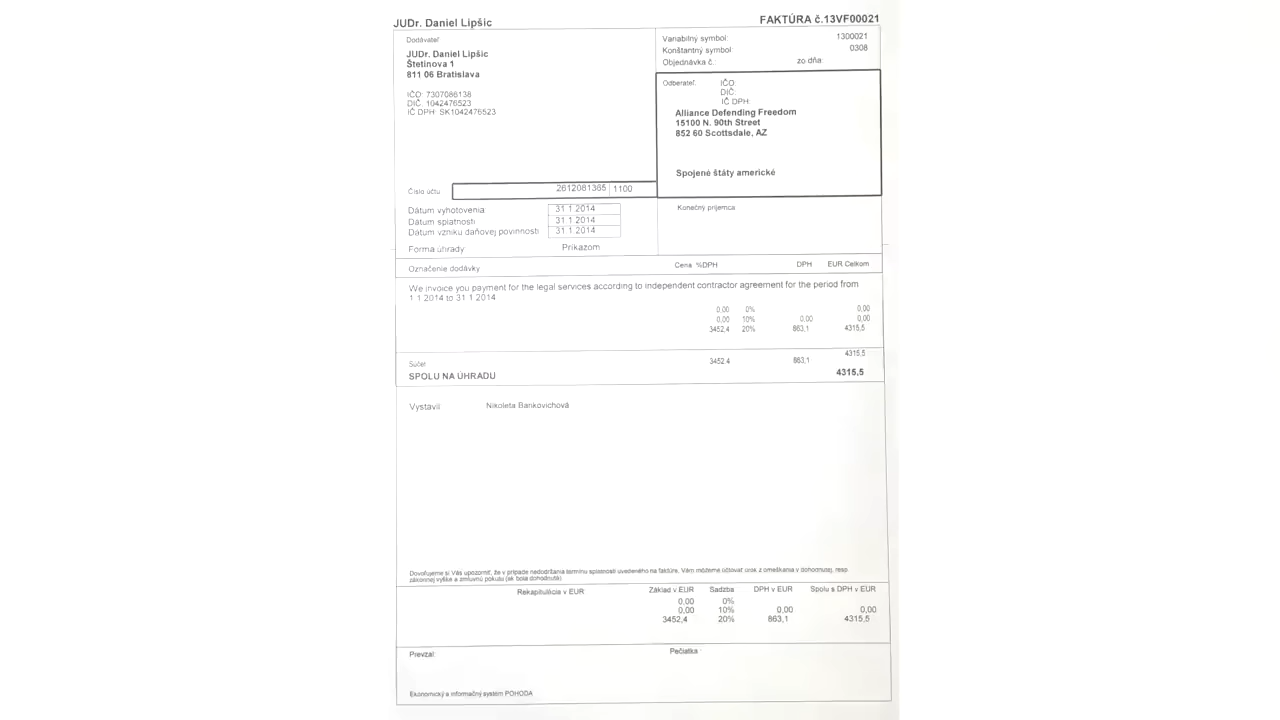 JUDr. Daniel Lipšic
FAKTÚRA č.13VF00021
Dodávateľ
JUDr. Daniel Lipšic
Štetinova 1
811 06 Bratislava
IČO: 7307086138
DIČ: 1042476523
IČ DPH: SK1042476523
Variabilný symbol: 1300021
Konštantný symbol: 0308
Objednávka č.: zo dňa
Odberateľ: IČO:
DIČ:
IČ DPH:
Alliance Defending Freedom
15100 N. 90th Street
852 60 Scottsdale, AZ
Spojené štáty americké
Číslo účtu 2612081365 1100
Dátum vyhotovenia 31 1 2014
Dátum splatnosti 31 1 2014
Dátum vzniku daňovej povinnosti 31 1 2014
Forma úhrady Príkazom
Konečný príjemca:
Označenie dodávky Cena %DPH DPH EUR Celkom
We invoice you payment for the legal services according to independent contractor agreement for the period from
1 1 2014 to 31 1 2014
0,00 0% 0,00
0,00 10% 0,00 0,00
3452,4 20% 863,1 4315,5
Súčet 3452,4 863,1 4315,5
SPOLU NA ÚHRADU 4315,5
Vystavil Nikoleta Bankovichová
Dovoľujeme si Vás upozorniť, že v prípade nedodržania termínu splatnosti uvedeného na faktúre, Vám môžeme účtovať úrok z omeškania v dohodnutej, resp.
zákonnej výške a zmluvnú pokutu (ak bola dohodnutá)
Rekapitulácia v EUR Základ v EUR Sadzba DPH v EUR Spolu s DPH v EUR
0,00 0%
0,00 10% 0,00 0,00
3452,4 20% 863,1 4315,5
Prevzal: Pečiatka :
Ekonomický a informačný systém POHODA